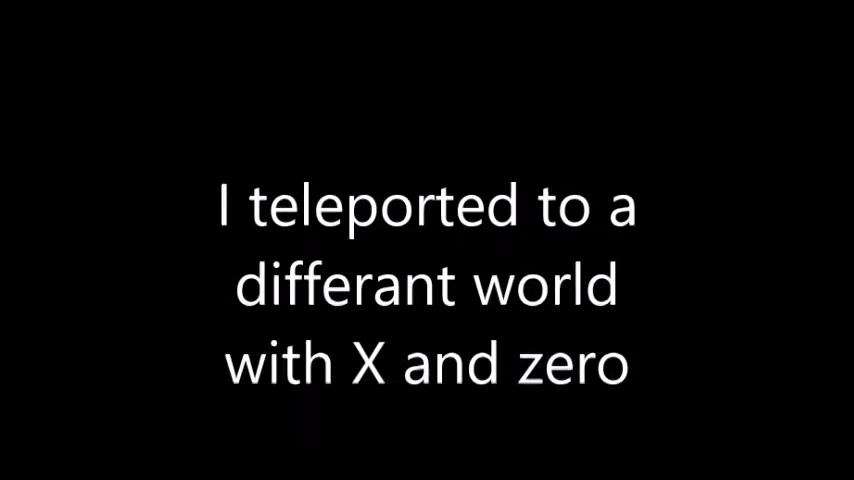 I teleported to a
differant world
with X and zero